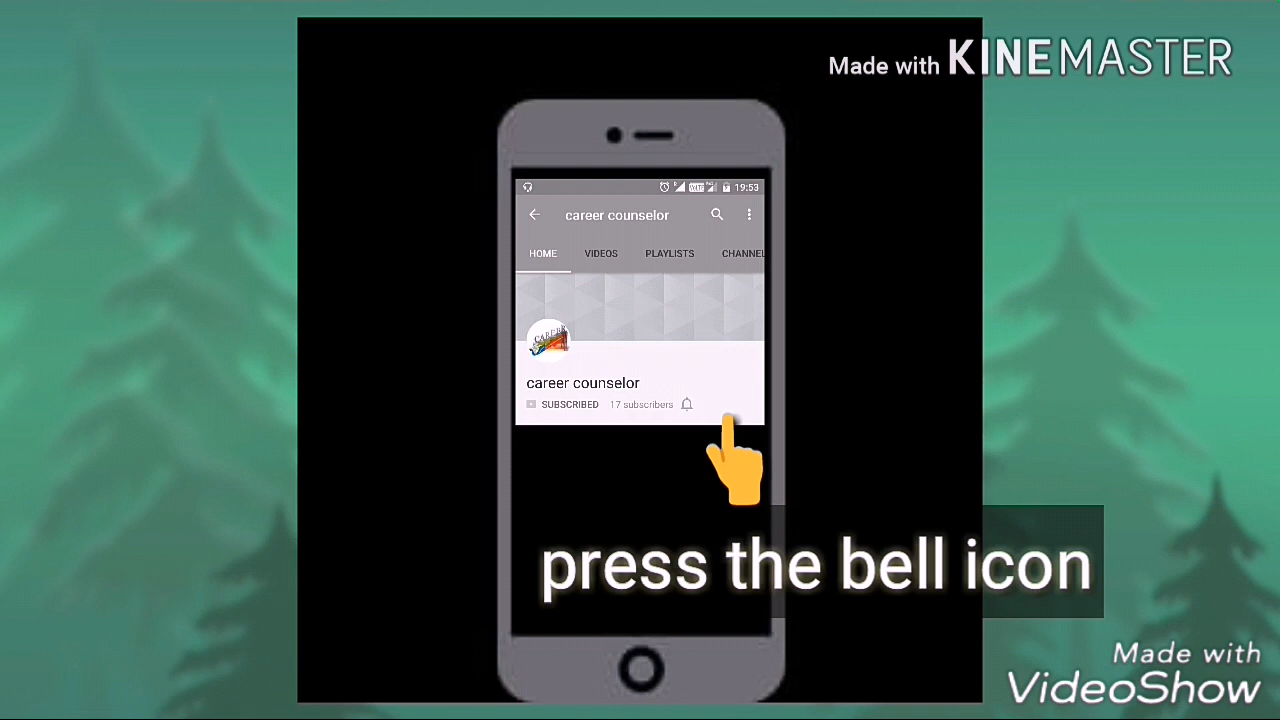 Made with KINEMASTER
19:53
career counselor
HOME VIDEOS PLAYLISTS CHANNEL
CAREER
career counselor
SUBSCRIBED 17 subscribers
press the bell icon
Made with
VideoShow